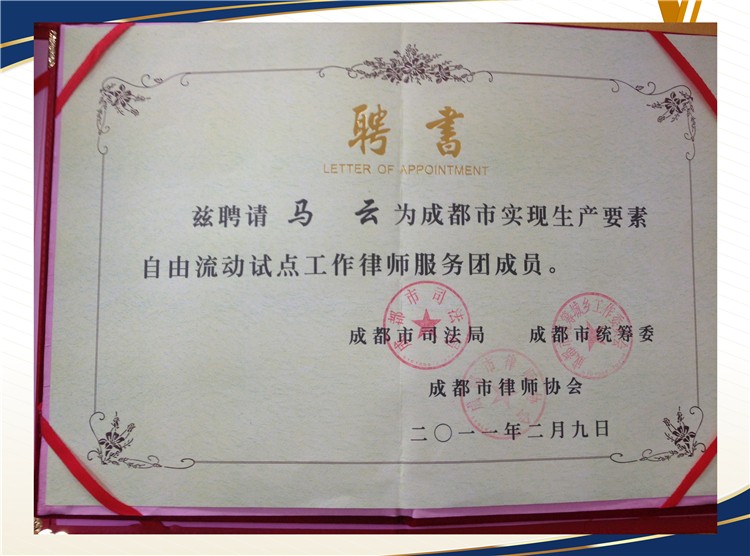 聘书
LETTER OF APPOINTMENT
兹聘请 马 云 为成都市实现生产要素
自由流动试点工作律师服务团成员。
成都市司法局 成都市统筹委
成都市律师协会
二〇一一年二月九日